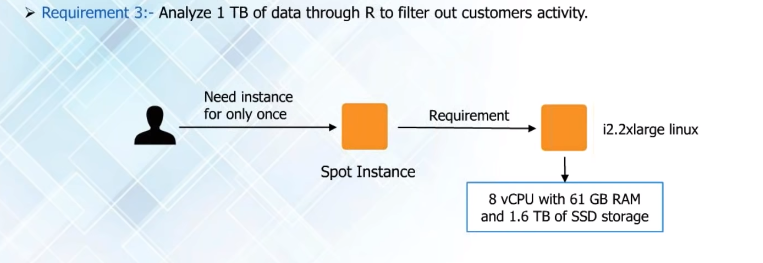 ➢ Requirement 3:- Analyze 1 TB of data through R to filter out customers activity.
Need instance
for only once
Requirement
i2.2xlarge linux
Spot Instance
8 vCPU with 61 GB RAM
and 1.6 TB of SSD storage